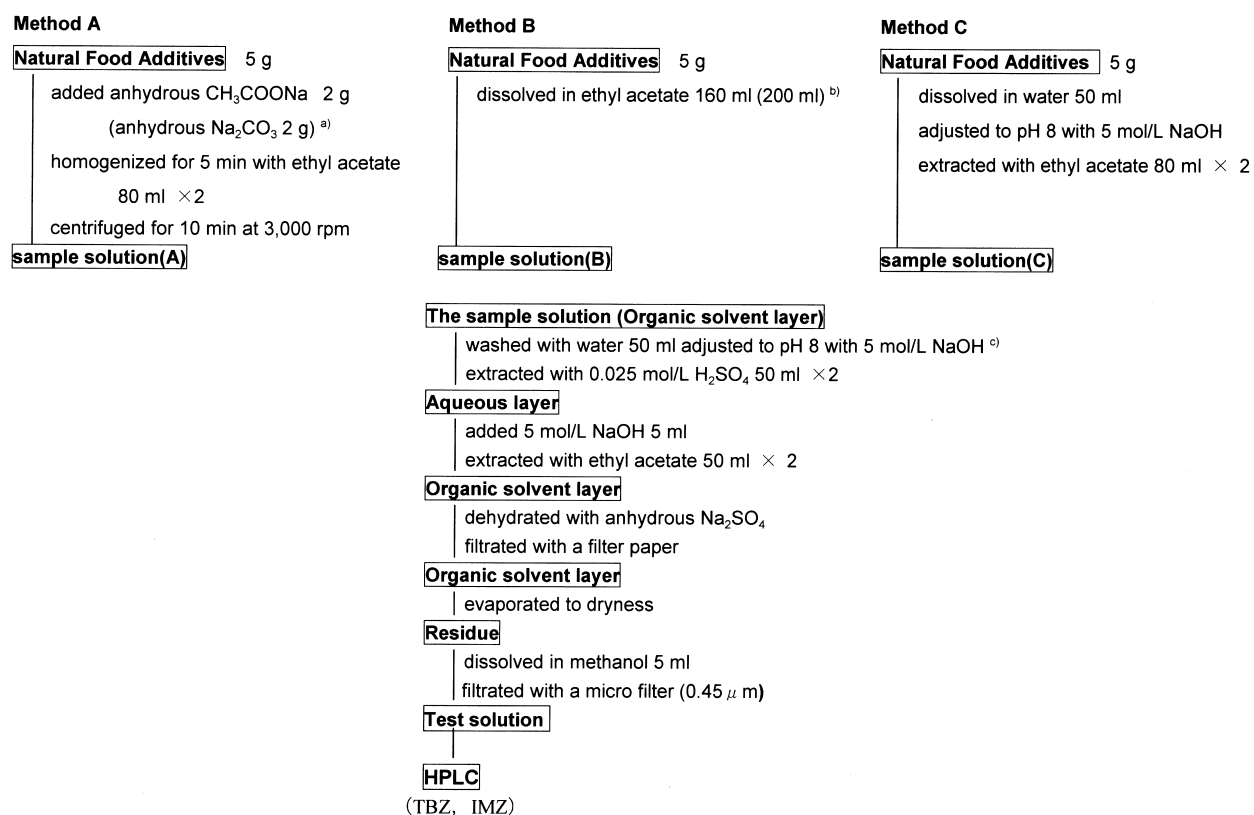 Method A
Natural Food Additives 5 g
added anhydrous CH₃COONa 2 g
(anhydrous Na₂CO₃ 2 g) a)
homogenized for 5 min with ethyl acetate
80 ml ×2
centrifuged for 10 min at 3,000 rpm
sample solution(A)
Method B
Natural Food Additives 5 g
dissolved in ethyl acetate 160 ml (200 ml) b)
sample solution(B)
Method C
Natural Food Additives 5 g
dissolved in water 50 ml
adjusted to pH 8 with 5 mol/L NaOH
extracted with ethyl acetate 80 ml × 2
sample solution(C)
The sample solution (Organic solvent layer)
washed with water 50 ml adjusted to pH 8 with 5 mol/L NaOH c)
extracted with 0.025 mol/L H₂SO₄ 50 ml ×2
Aqueous layer
added 5 mol/L NaOH 5 ml
extracted with ethyl acetate 50 ml × 2
Organic solvent layer
dehydrated with anhydrous Na₂SO₄
filtrated with a filter paper
Organic solvent layer
evaporated to dryness
Residue
dissolved in methanol 5 ml
filtrated with a micro filter (0.45 μ m)
Test solution
HPLC
(TBZ, IMZ)